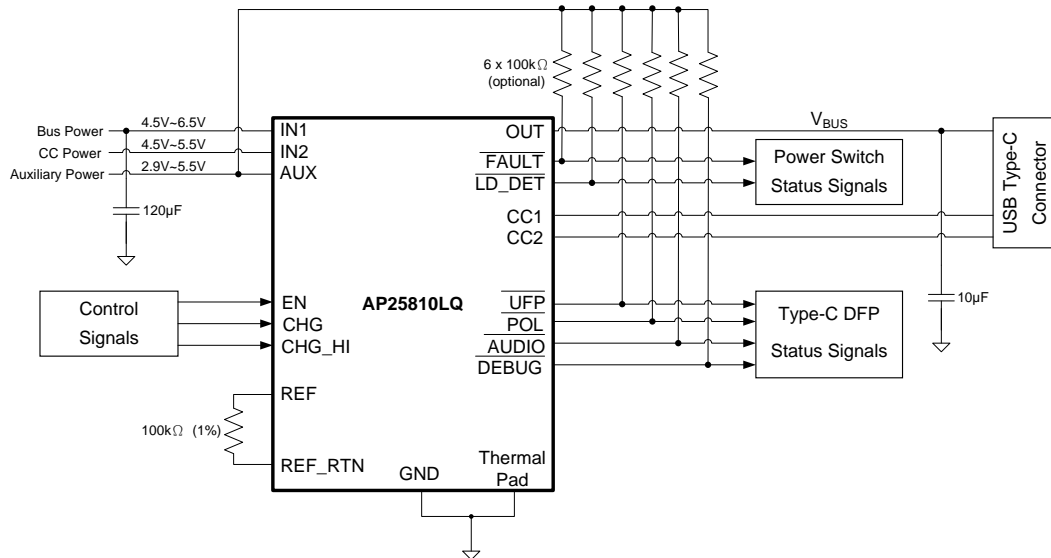 6 x 100kΩ
(optional)
Bus Power
4.5V~6.5V
CC Power
4.5V~5.5V
Auxiliary Power
2.9V~5.5V
120µF
IN1
IN2
AUX
OUT
FAULT
LD_DET
CC1
CC2
V_BUS
Power Switch
Status Signals
USB Type-C
Connector
Control
Signals
EN
CHG
CHG_HI
AP25810LQ
UFP
POL
AUDIO
DEBUG
Type-C DFP
Status Signals
10µF
REF
100kΩ (1%)
REF_RTN
GND
Thermal
Pad